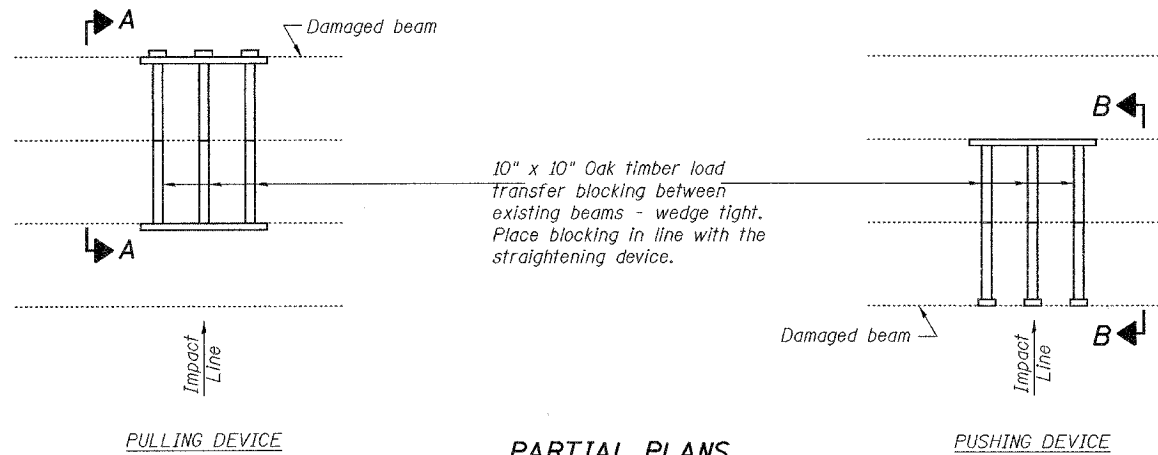 A
Damaged beam
A
10" x 10" Oak timber load
transfer blocking between
existing beams - wedge tight.
Place blocking in line with the
straightening device.
B
B
Damaged beam
Impact
Line
Impact
Line
PULLING DEVICE
PARTIAL PLANS
PUSHING DEVICE